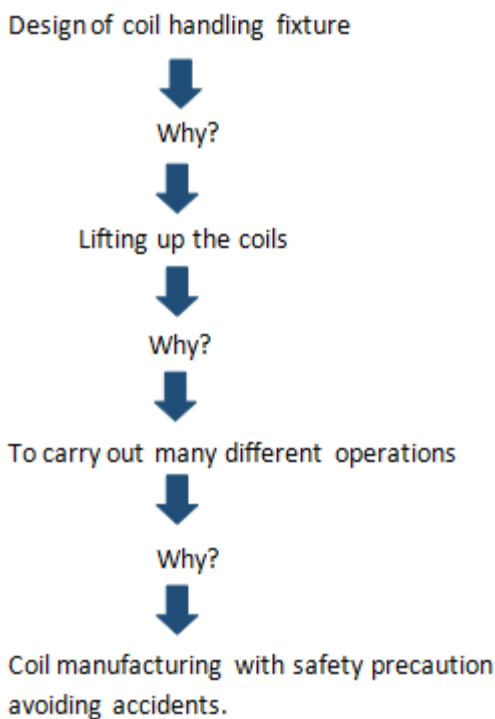 Design of coil handling fixture
Why?
Lifting up the coils
Why?
To carry out many different operations
Why?
Coil manufacturing with safety precaution
avoiding accidents.